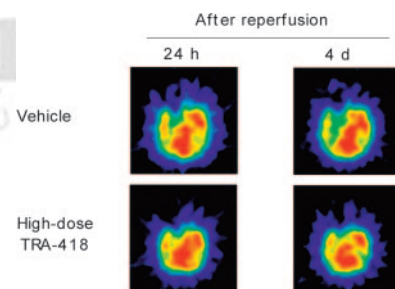 After reperfusion
24 h
4 d
Vehicle
High-dose
TRA-418